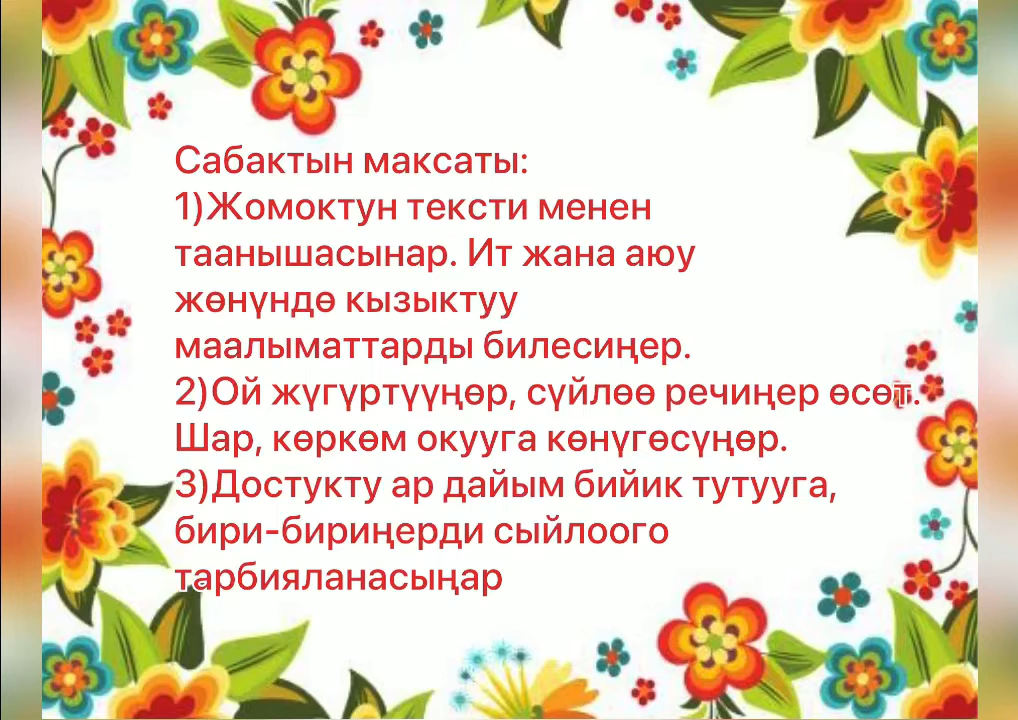 Сабактын максаты:
1)Жомоктун тексти менен
таанышасынар. Ит жана аюу
жөнүндө кызыктуу
маалыматтарды билесиңер.
2)Ой жүгүртүүңөр, сүйлөө речиңер өсөт.
Шар, көркөм окууга көнүгөсүңөр.
3)Достукту ар дайым бийик тутууга,
бири-бириңерди сыйлоого
тарбияланасыңар